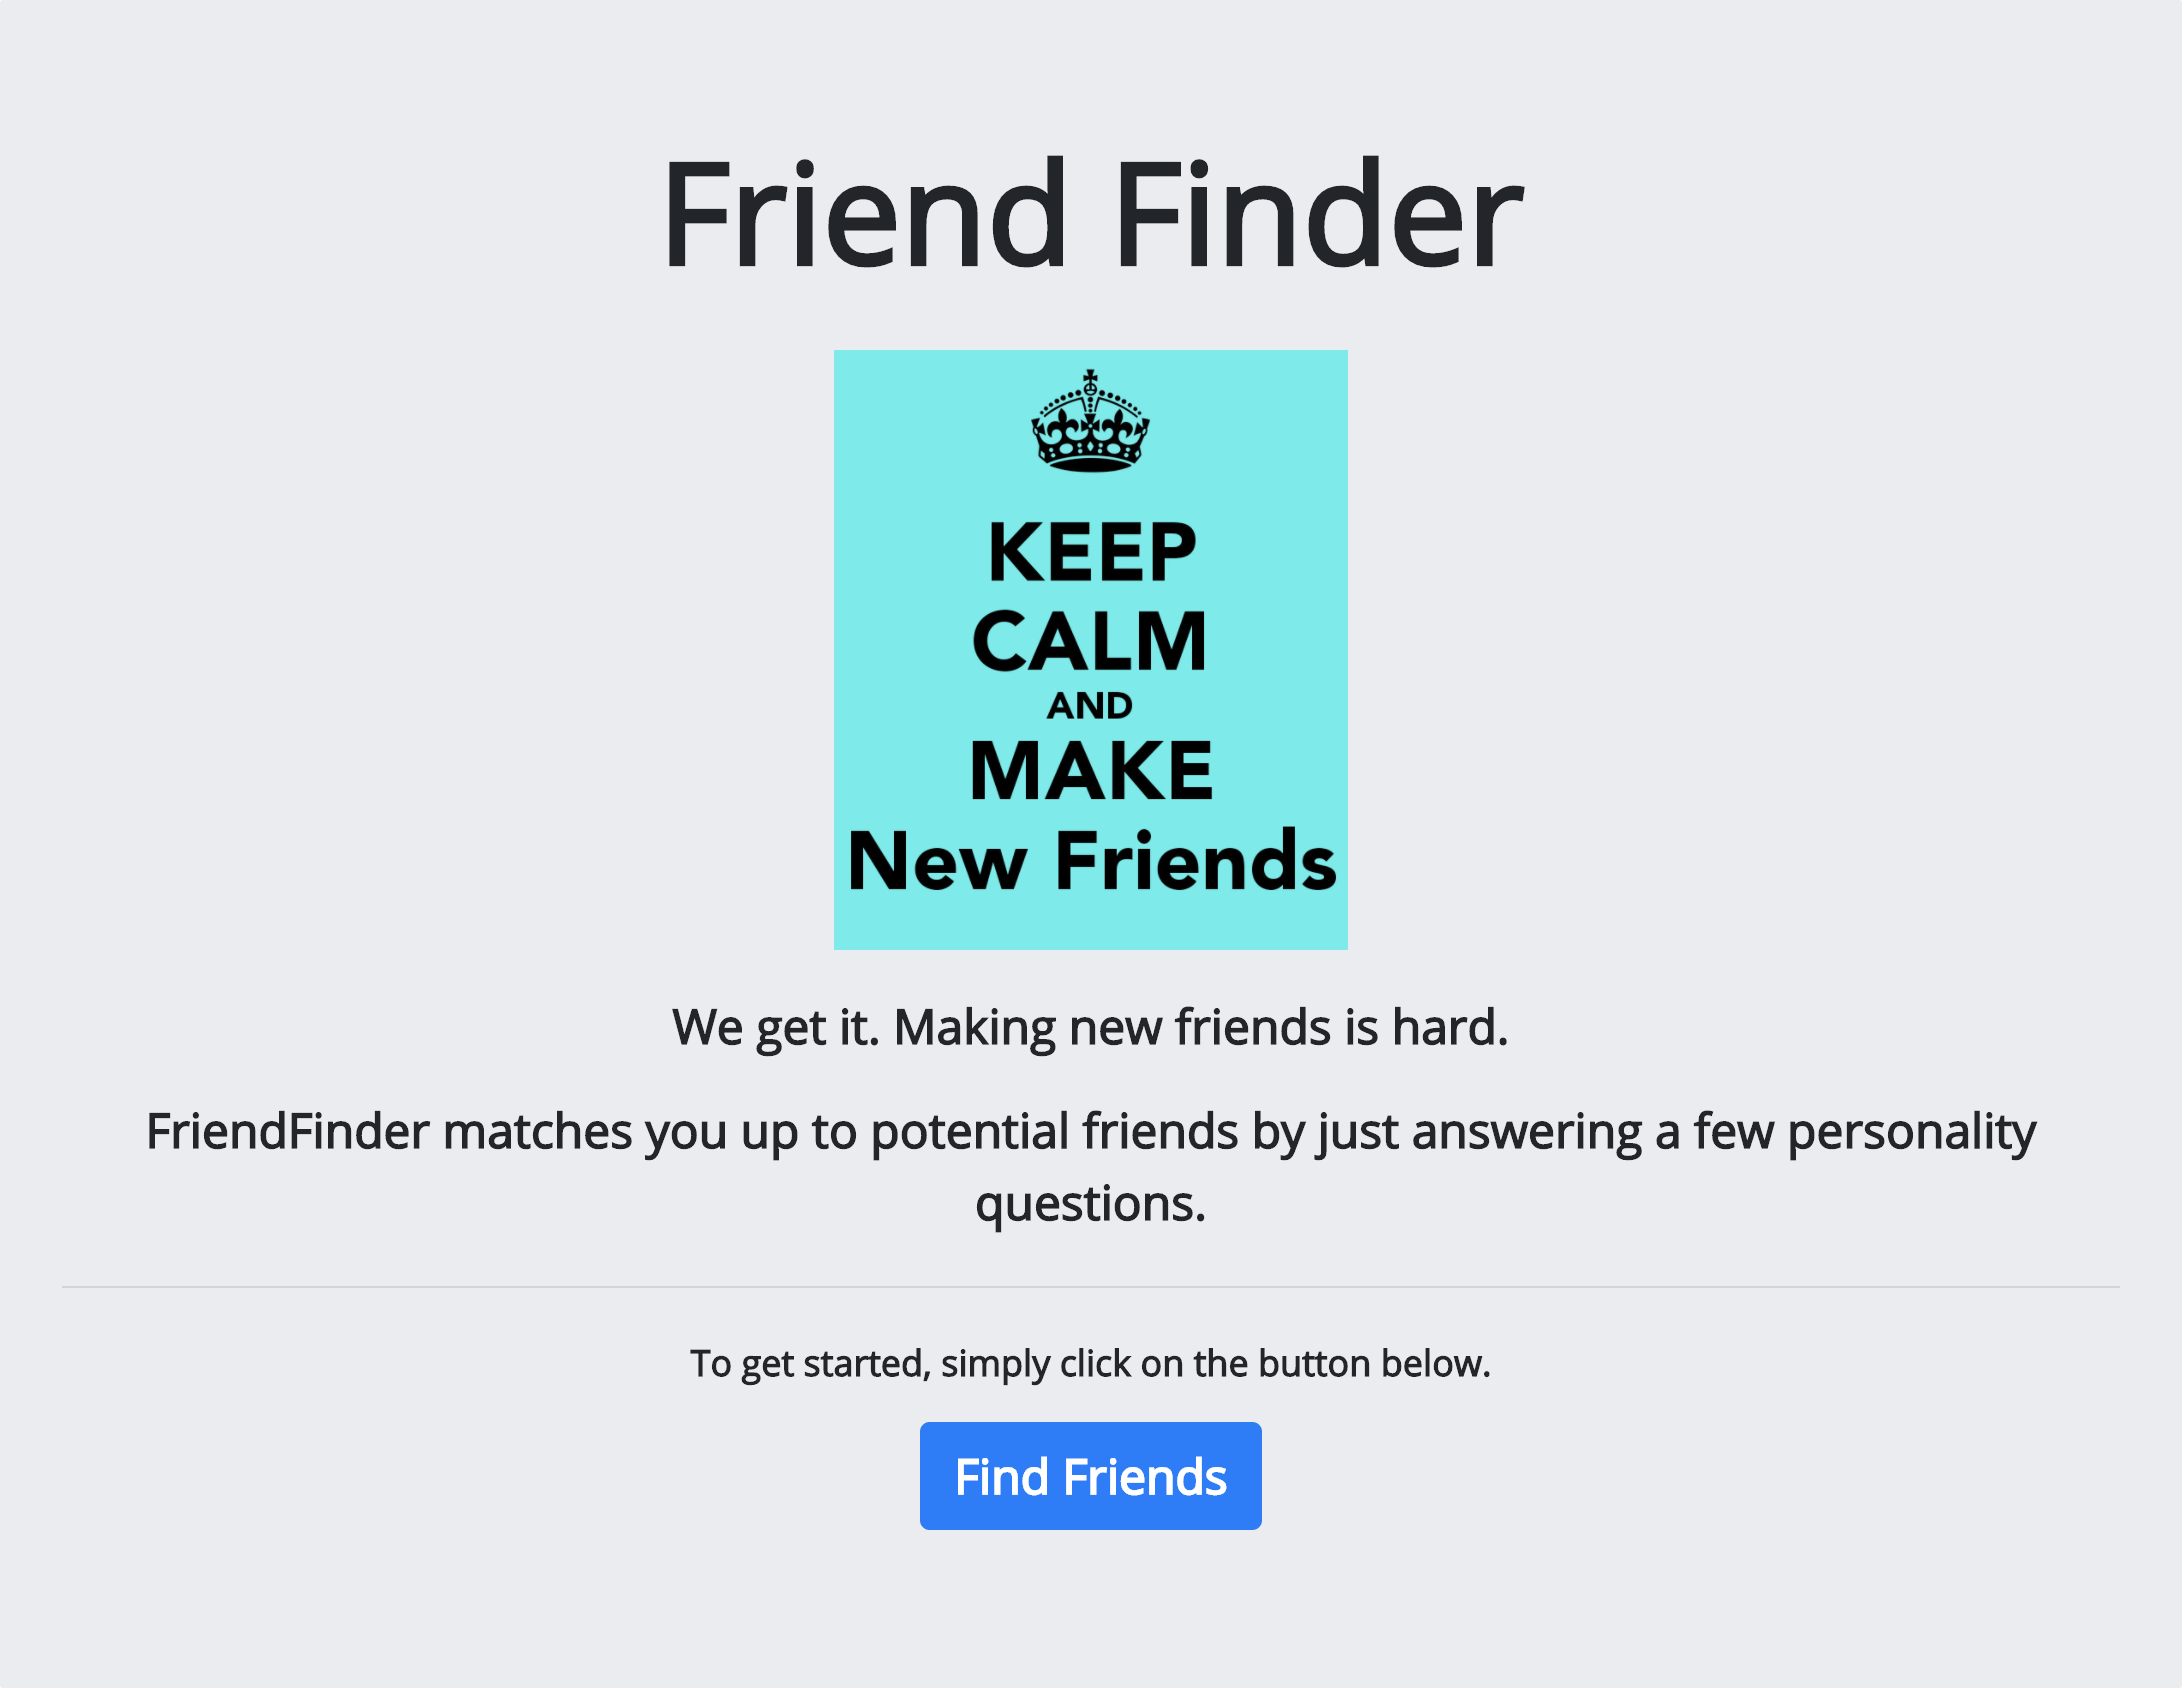 Friend Finder
KEEP
CALM
AND
MAKE
New Friends
We get it. Making new friends is hard.
FriendFinder matches you up to potential friends by just answering a few personality
questions.
To get started, simply click on the button below.
Find Friends